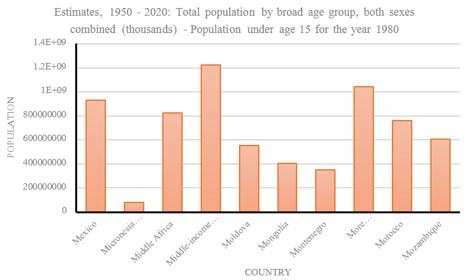 Estimates, 1950 - 2020: Total population by broad age group, both sexes
combined (thousands) - Population under age 15 for the year 1980
1.4E+09
1.2E+09
1E+09
800000000
600000000
400000000
200000000
0
POPULATION
Mexico
Micronesia…
Middle Africa
Middle-income…
Moldova
Mongolia
Montenegro
More…
Morocco
Mozambique
COUNTRY